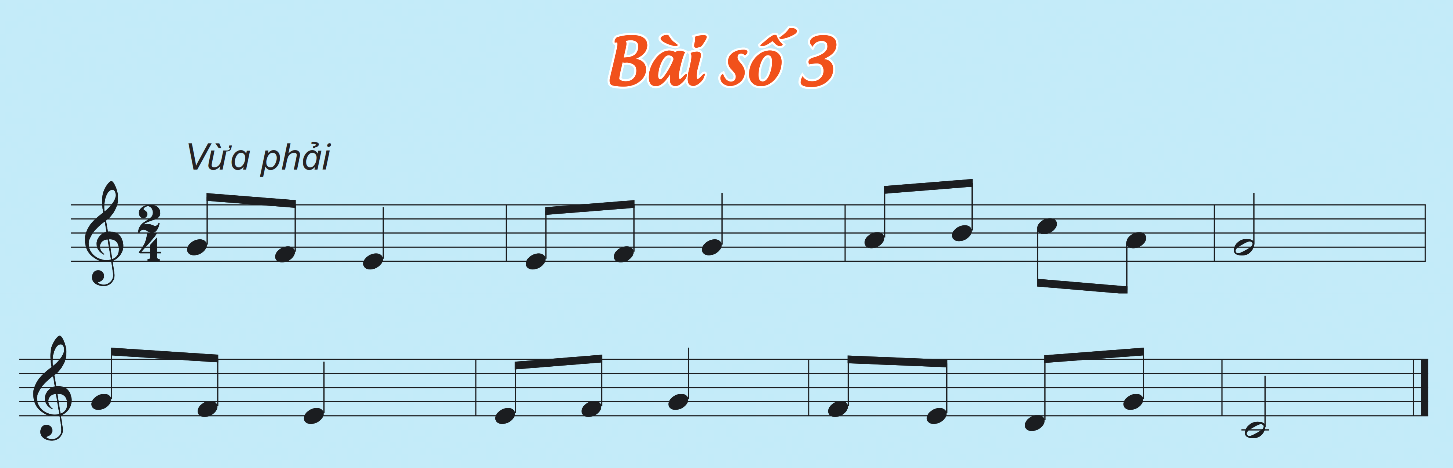 Bài số 3
Vừa phải
2
4